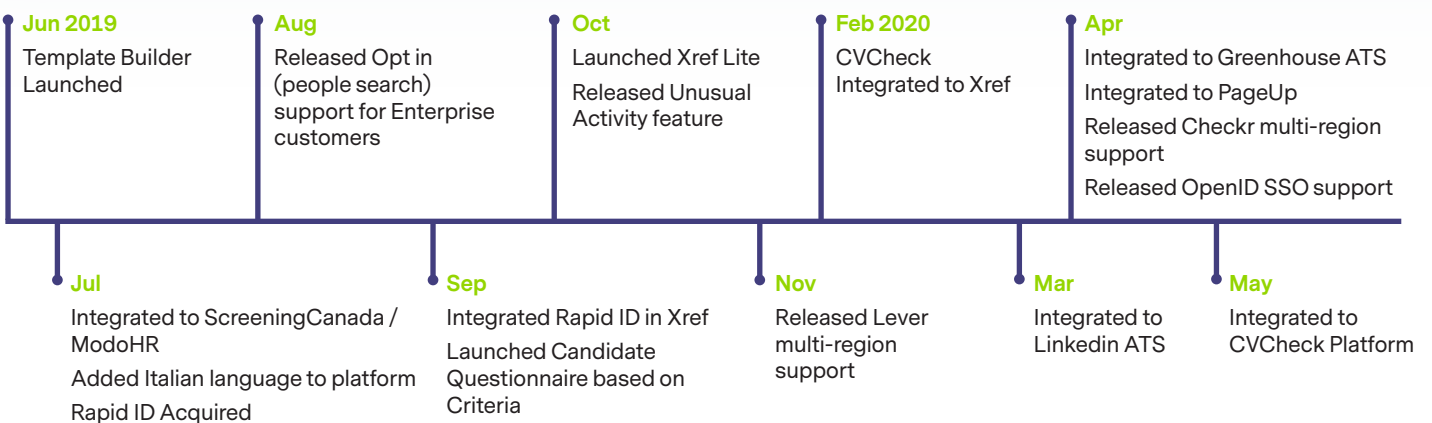 Jun 2019
Template Builder
Launched
Aug
Released Opt in
(people search)
support for Enterprise
customers
Oct
Launched Xref Lite
Released Unusual
Activity feature
Feb 2020
CVCheck
Integrated to Xref
Apr
Integrated to Greenhouse ATS
Integrated to PageUp
Released Checkr multi-region
support
Released OpenID SSO support
Jul
Integrated to ScreeningCanada /
ModoHR
Added Italian language to platform
Rapid ID Acquired
Sep
Integrated Rapid ID in Xref
Launched Candidate
Questionnaire based on
Criteria
Nov
Released Lever
multi-region
support
Mar
Integrated to
Linkedin ATS
May
Integrated to
CVCheck Platform